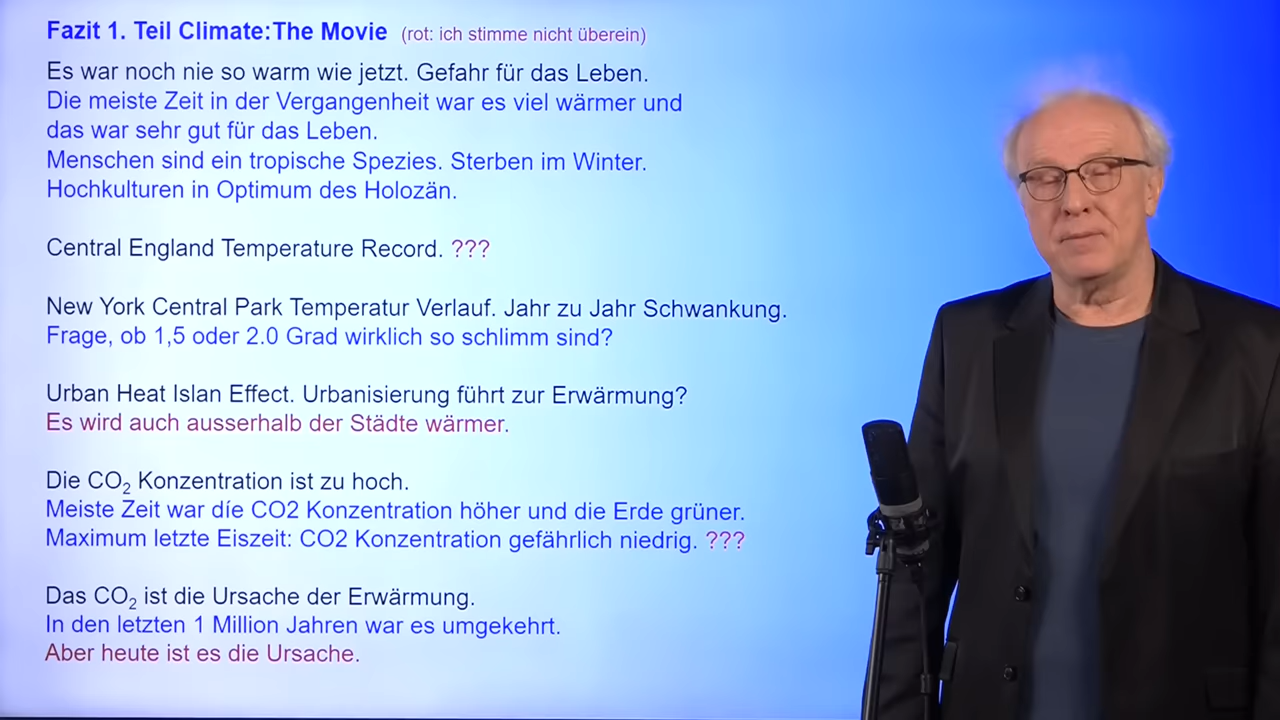 Fazit 1. Teil Climate:The Movie (rot: ich stimme nicht überein)
Es war noch nie so warm wie jetzt. Gefahr für das Leben.
Die meiste Zeit in der Vergangenheit war es viel wärmer und
das war sehr gut für das Leben.
Menschen sind ein tropische Spezies. Sterben im Winter.
Hochkulturen in Optimum des Holozän.
Central England Temperature Record. ???
New York Central Park Temperatur Verlauf. Jahr zu Jahr Schwankung.
Frage, ob 1,5 oder 2.0 Grad wirklich so schlimm sind?
Urban Heat Islan Effect. Urbanisierung führt zur Erwärmung?
Es wird auch ausserhalb der Städte wärmer.
Die CO₂ Konzentration ist zu hoch.
Meiste Zeit war díe CO2 Konzentration höher und die Erde grüner.
Maximum letzte Eiszeit: CO2 Konzentration gefährlich niedrig. ???
Das CO₂ ist die Ursache der Erwärmung.
In den letzten 1 Million Jahren war es umgekehrt.
Aber heute ist es die Ursache.